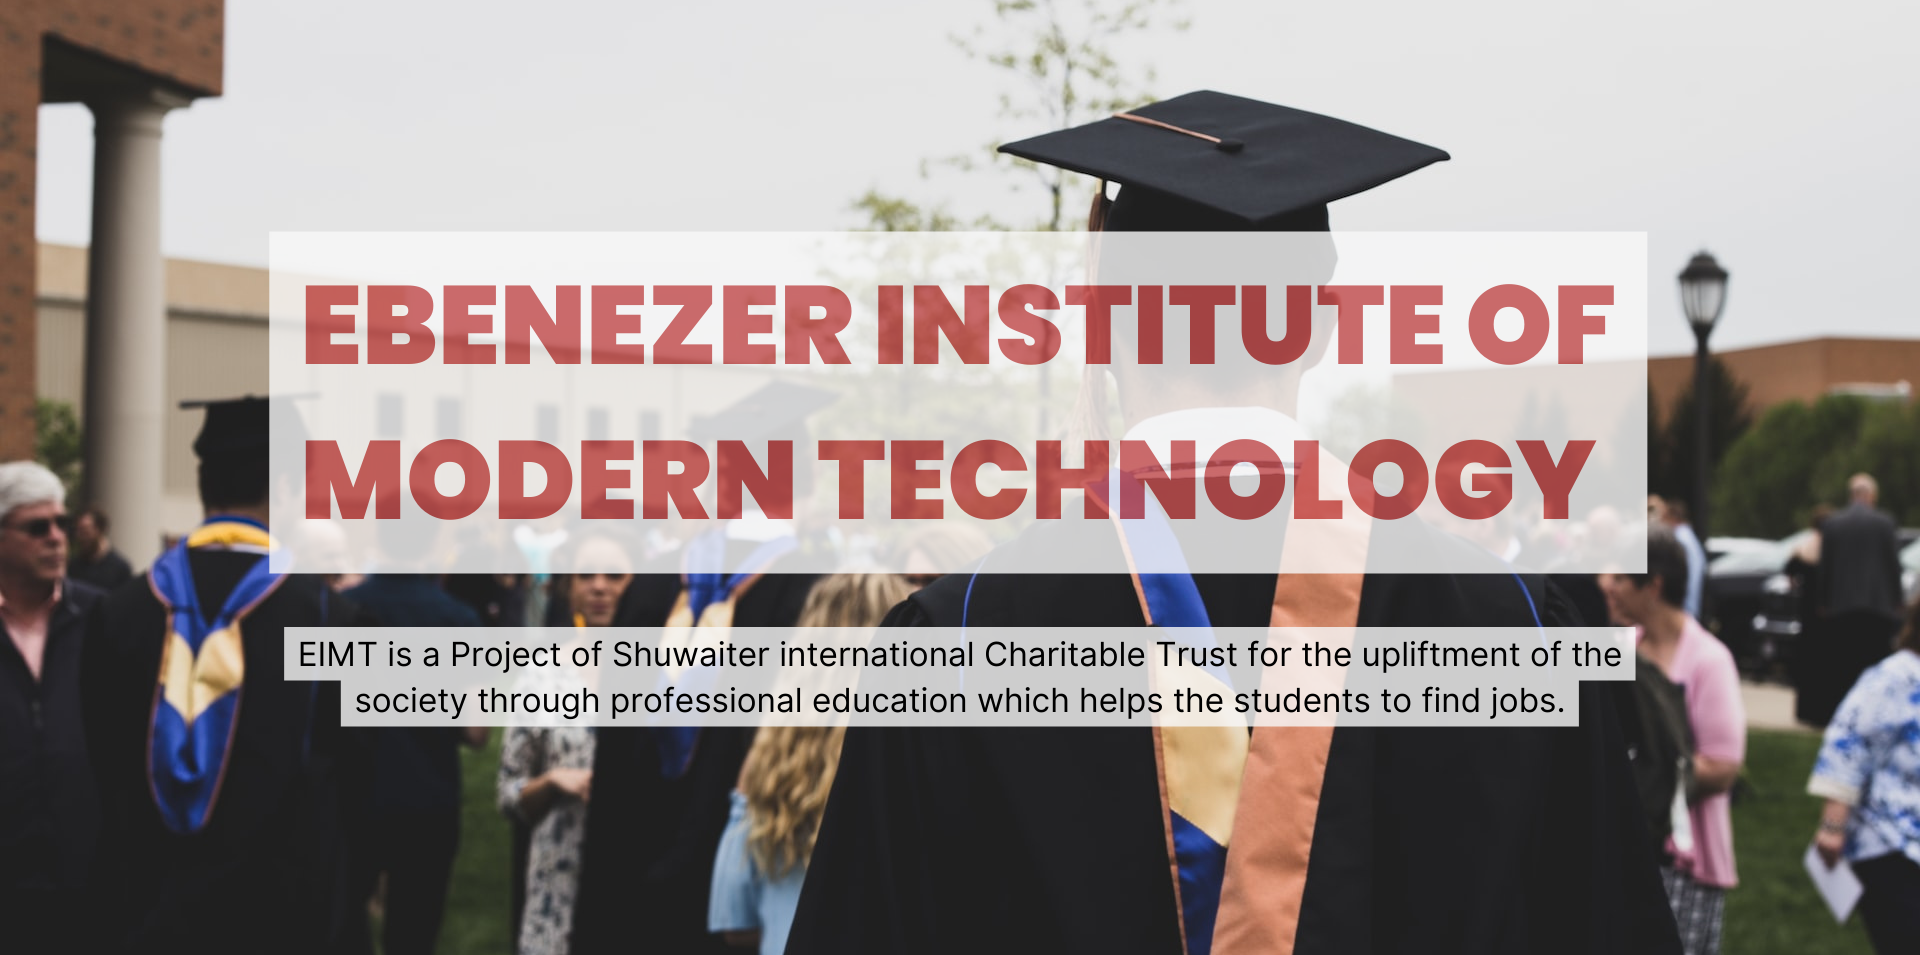 EBENEZER INSTITUTE OF
MODERN TECHNOLOGY
EIMT is a Project of Shuwaiter international Charitable Trust for the upliftment of the
society through professional education which helps the students to find jobs.